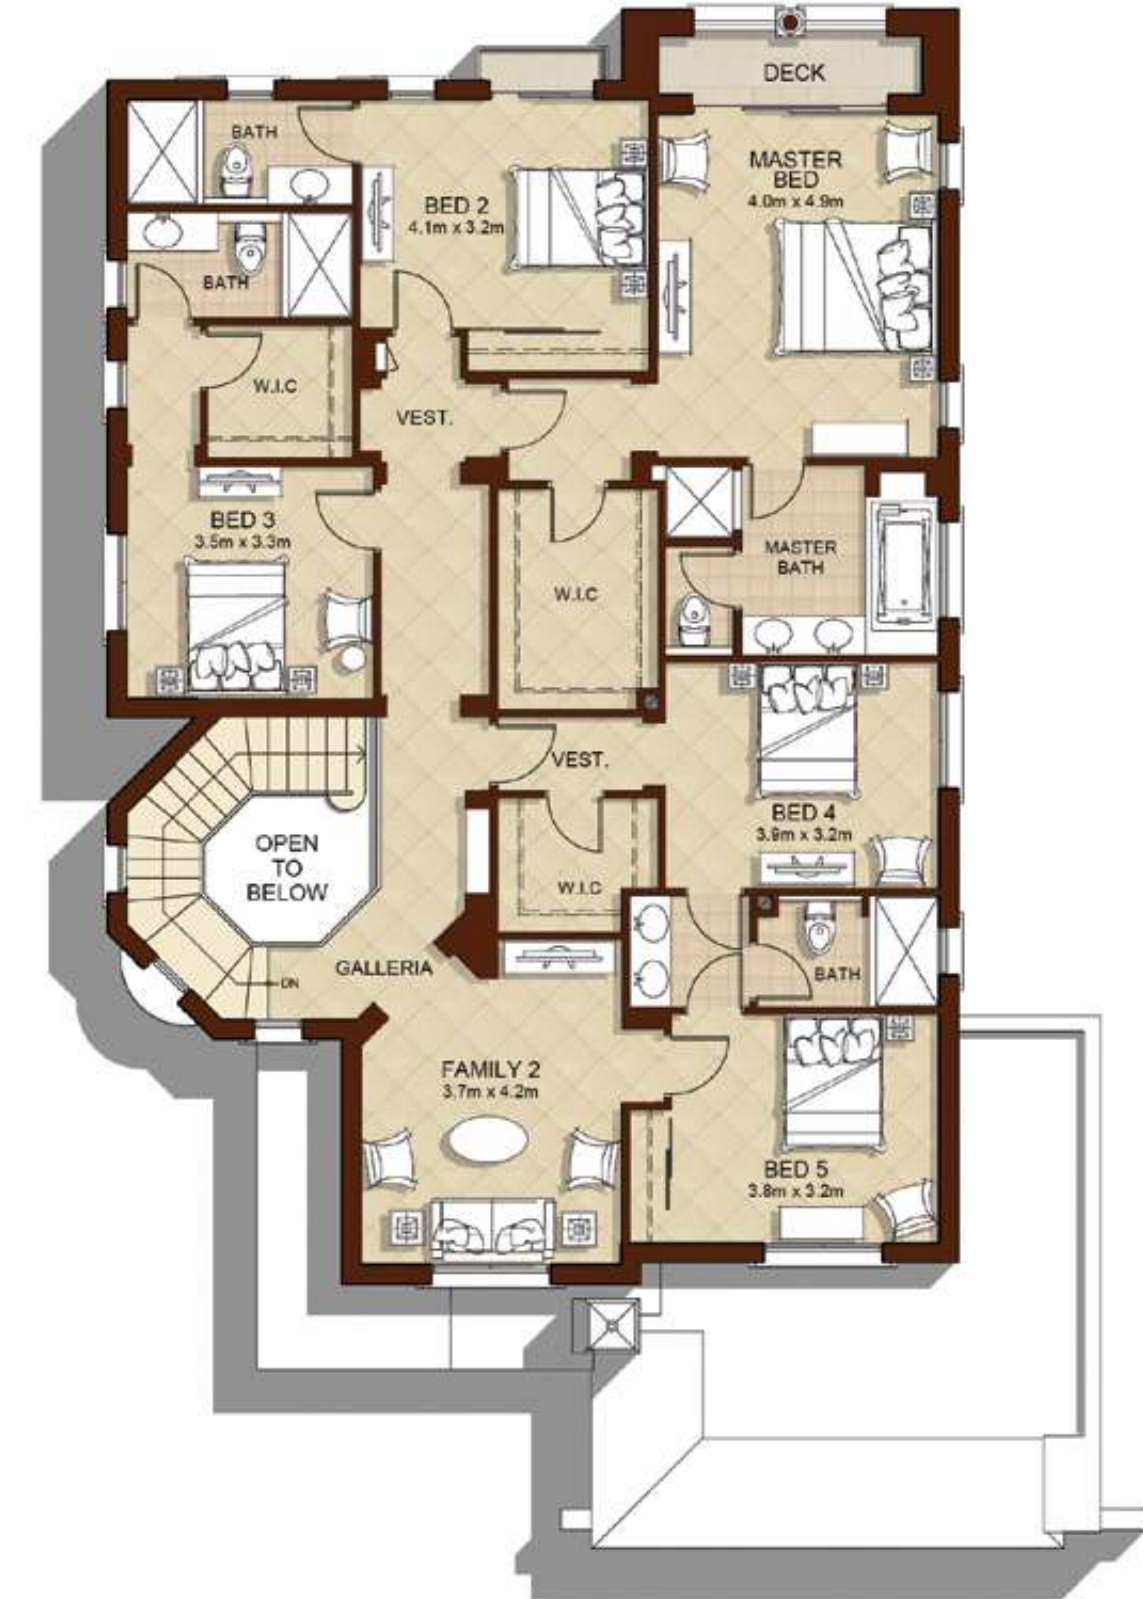 DECK
BATH
MASTER
BED
4.0m x 4.9m
BED 2
4.1m x 3.2m
BATH
W.I.C
VEST.
BED 3
3.5m x 3.3m
MASTER
BATH
W.I.C
VEST.
BED 4
3.9m x 3.2m
OPEN
TO
BELOW
W.I.C
GALLERIA
BATH
DN
FAMILY 2
3.7m x 4.2m
BED 5
3.8m x 3.2m